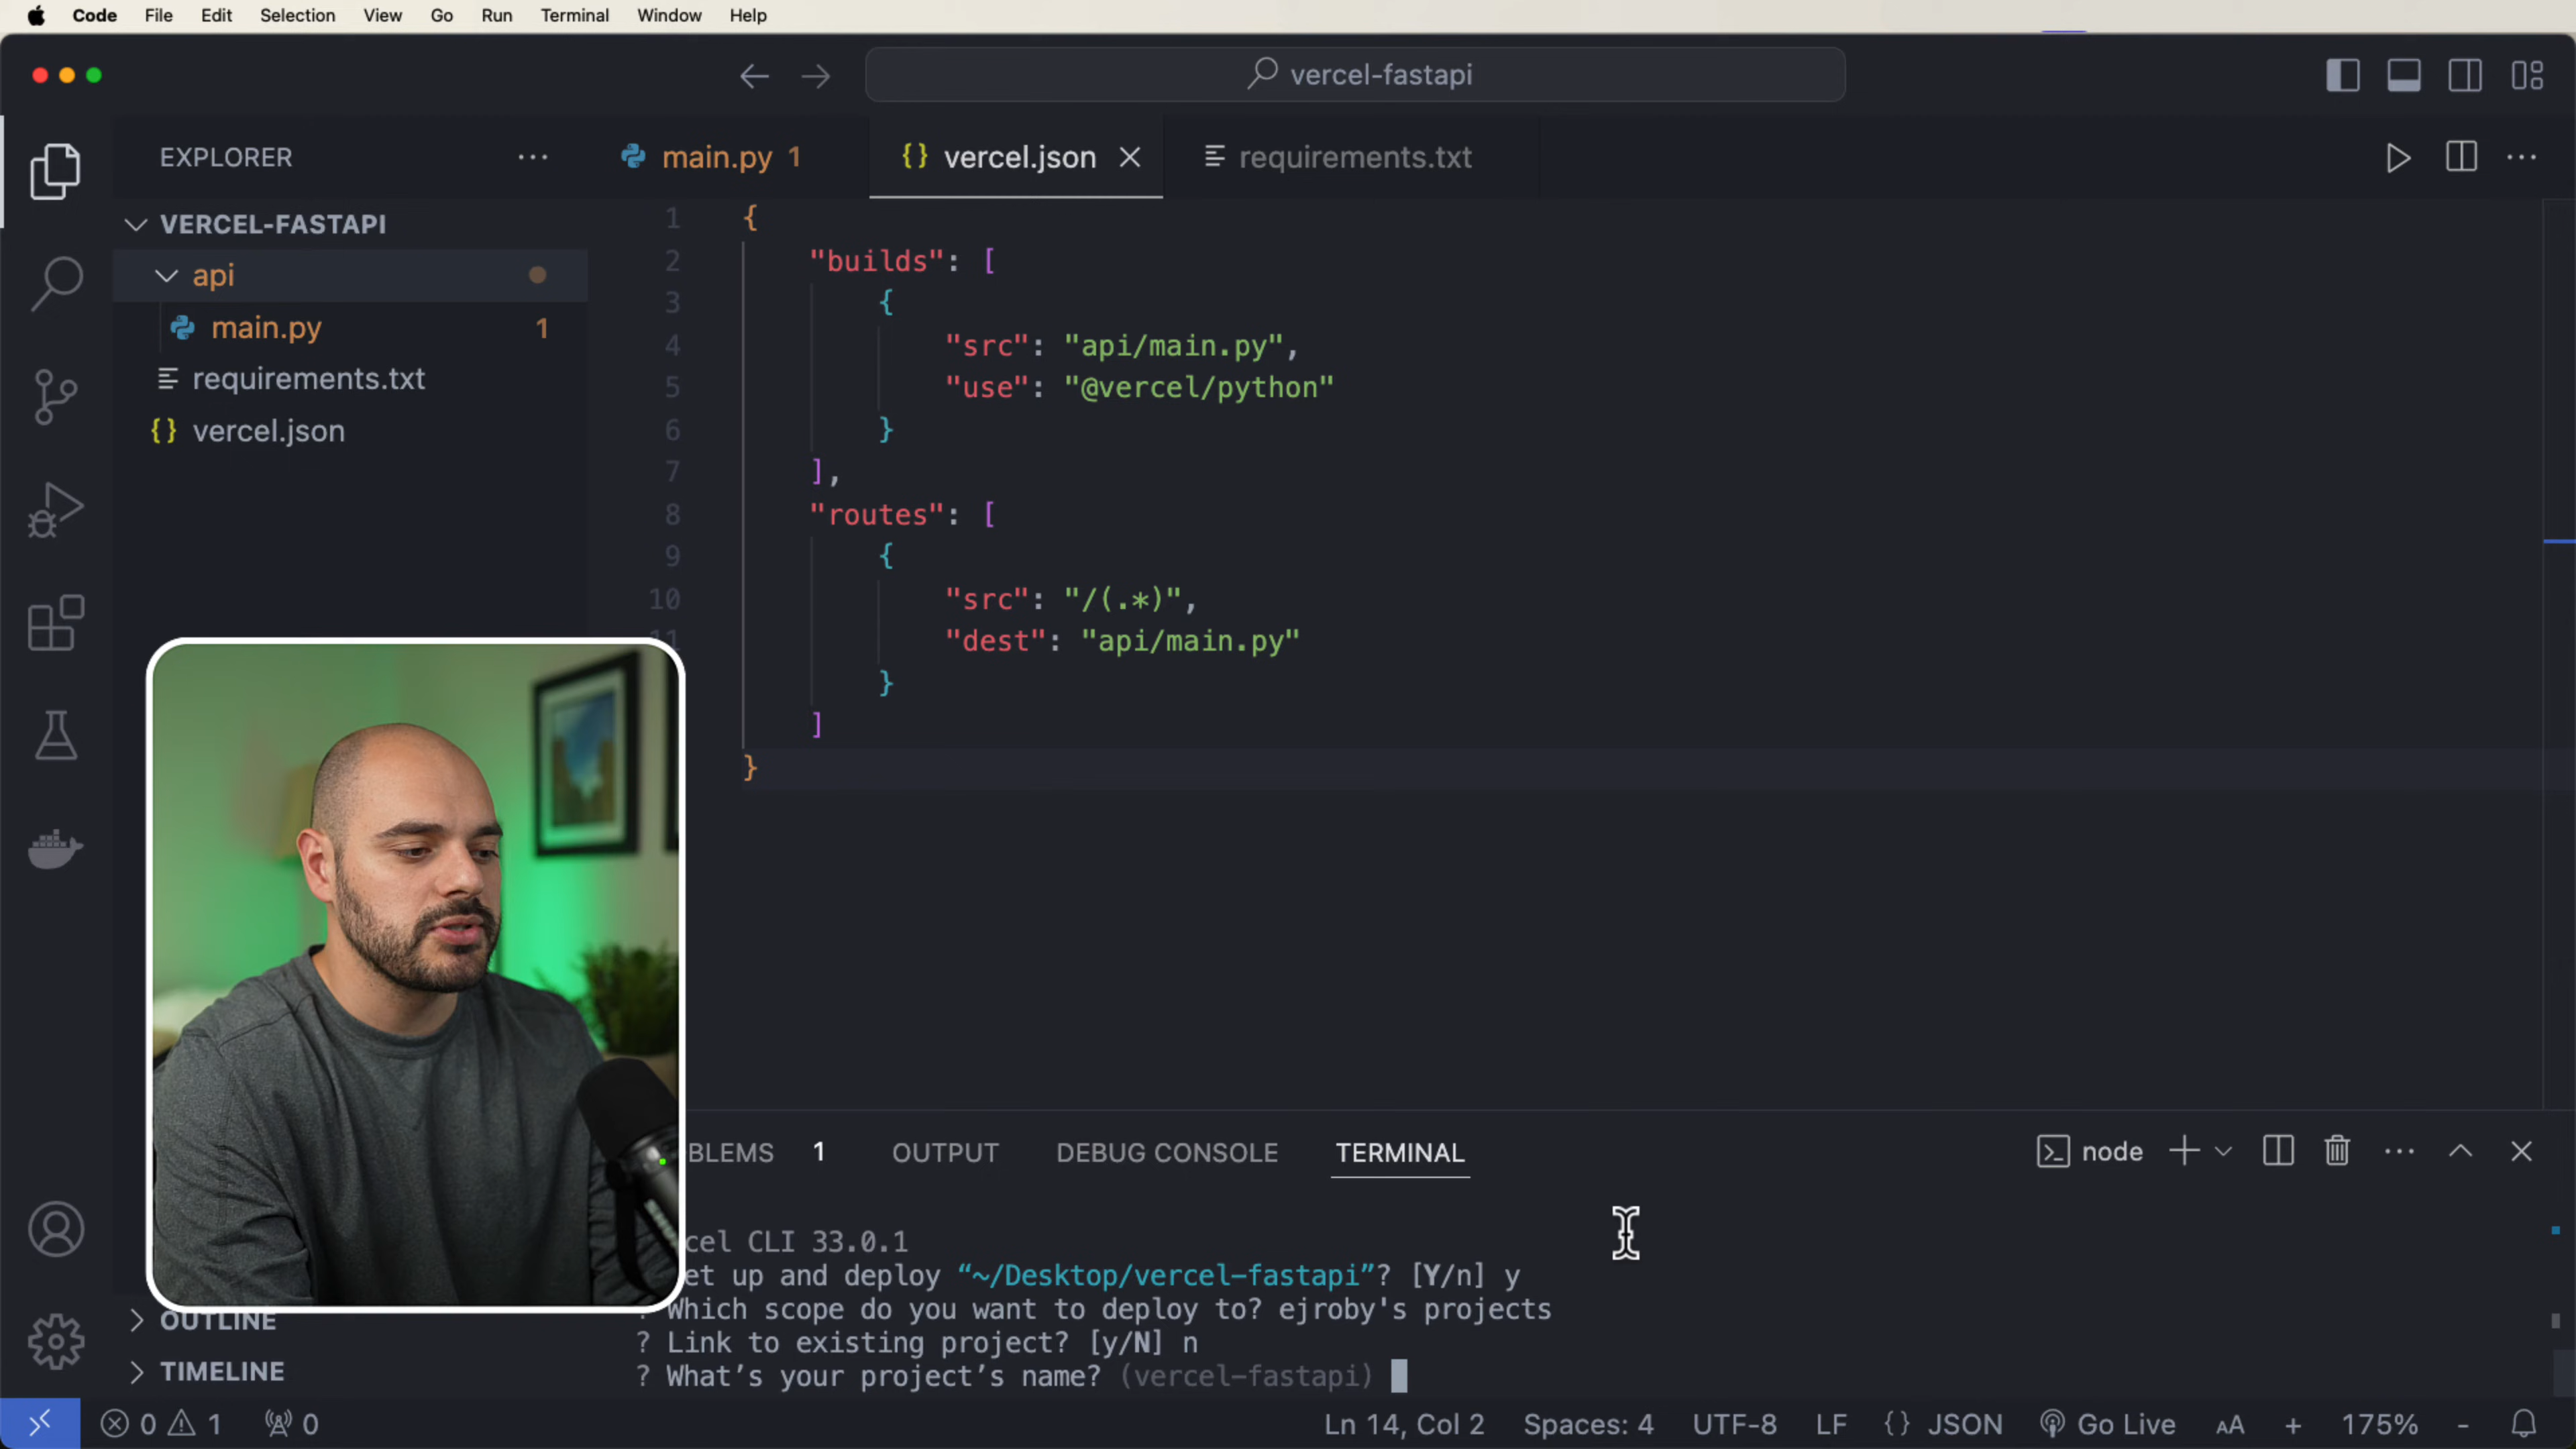 Code File Edit Selection View Go Run Terminal Window Help
vercel-fastapi
EXPLORER
main.py 1
vercel.json
requirements.txt
VERCEL-FASTAPI
api
main.py 1
requirements.txt
vercel.json
OUTLINE
TIMELINE
1 {
2 "builds": [
3 {
4 "src": "api/main.py",
5 "use": "@vercel/python"
6 }
7 ],
8 "routes": [
9 {
10 "src": "/(.*)",
11 "dest": "api/main.py"
}
]
}
BLEMS 1 OUTPUT DEBUG CONSOLE TERMINAL
node
cel CLI 33.0.1
et up and deploy “~/Desktop/vercel-fastapi”? [Y/n] y
Which scope do you want to deploy to? ejroby's projects
? Link to existing project? [y/N] n
? What’s your project’s name? (vercel-fastapi)
0 1 0
Ln 14, Col 2 Spaces: 4 UTF-8 LF {} JSON Go Live AA + 175% -